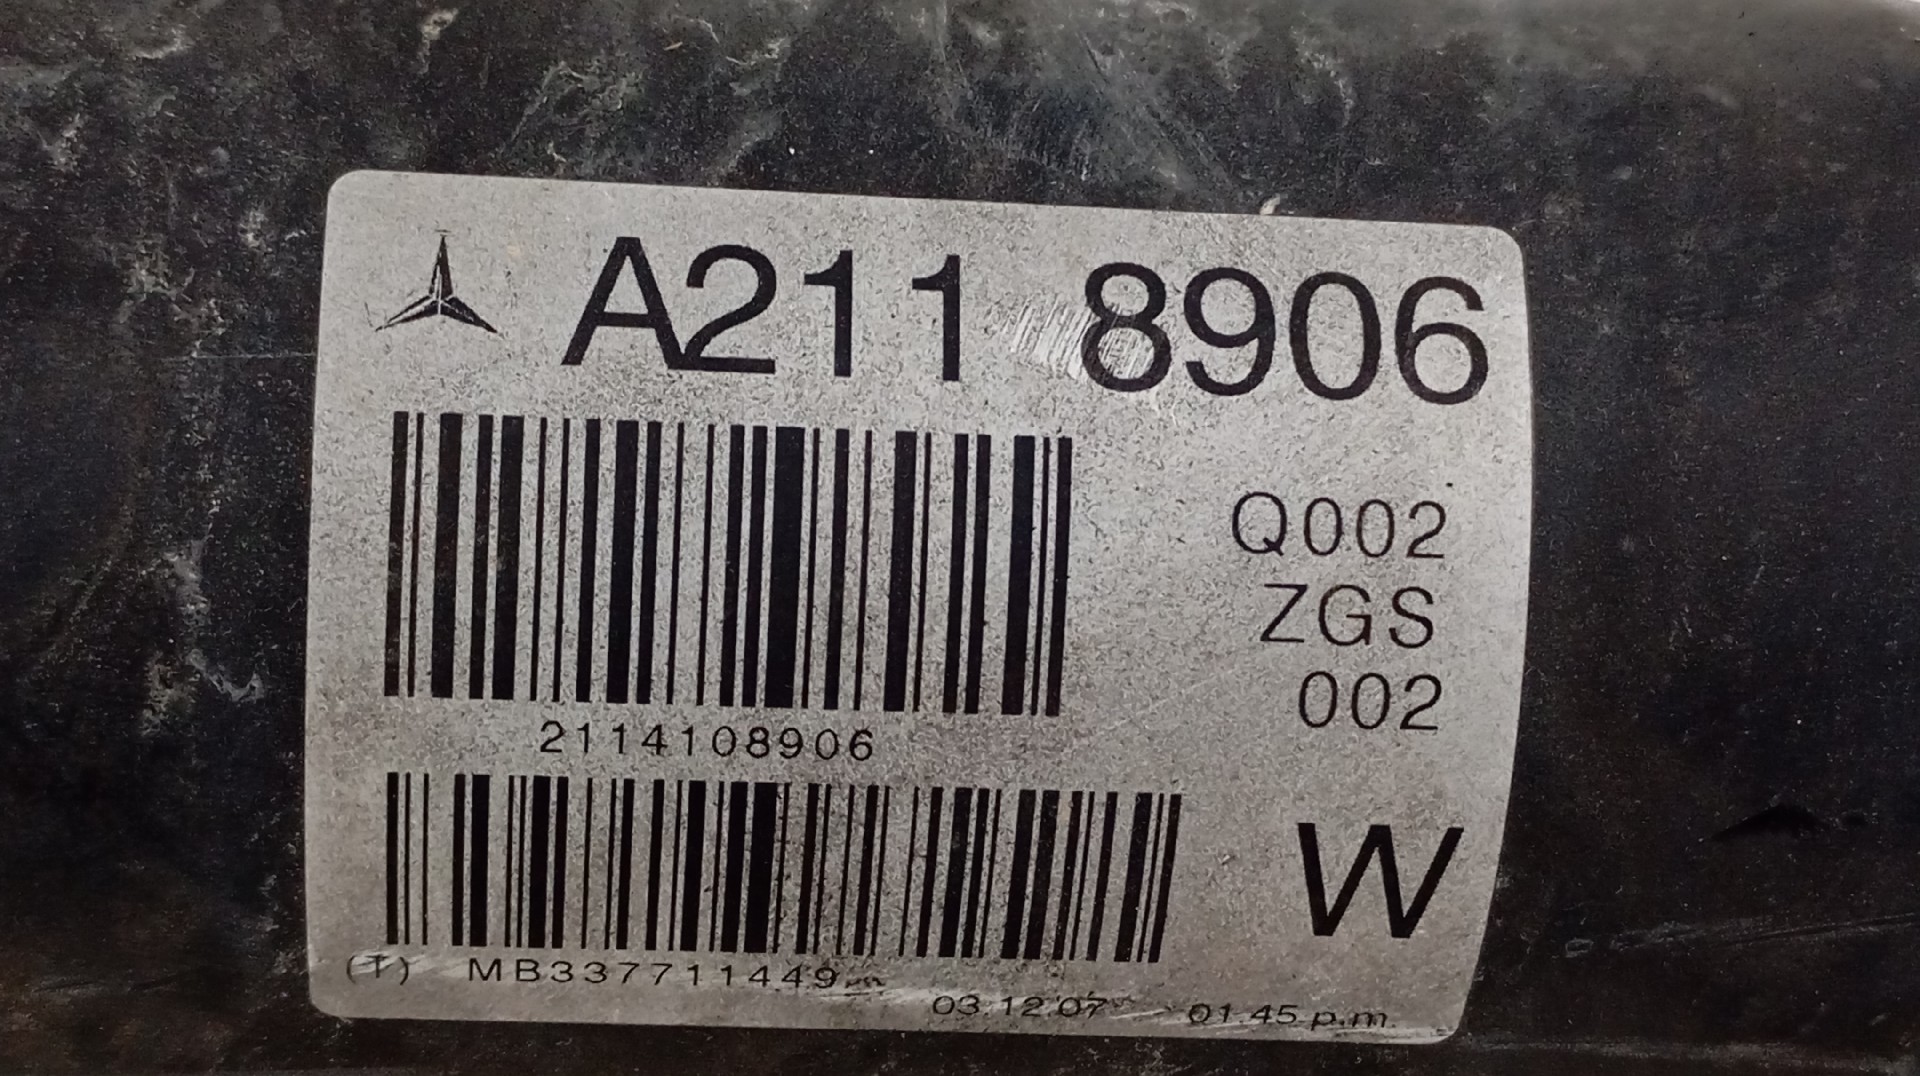 A211 8906
Q002
ZGS
002
2114108906
W
(T) MB337711449
03.12.07 01.45 p.m.